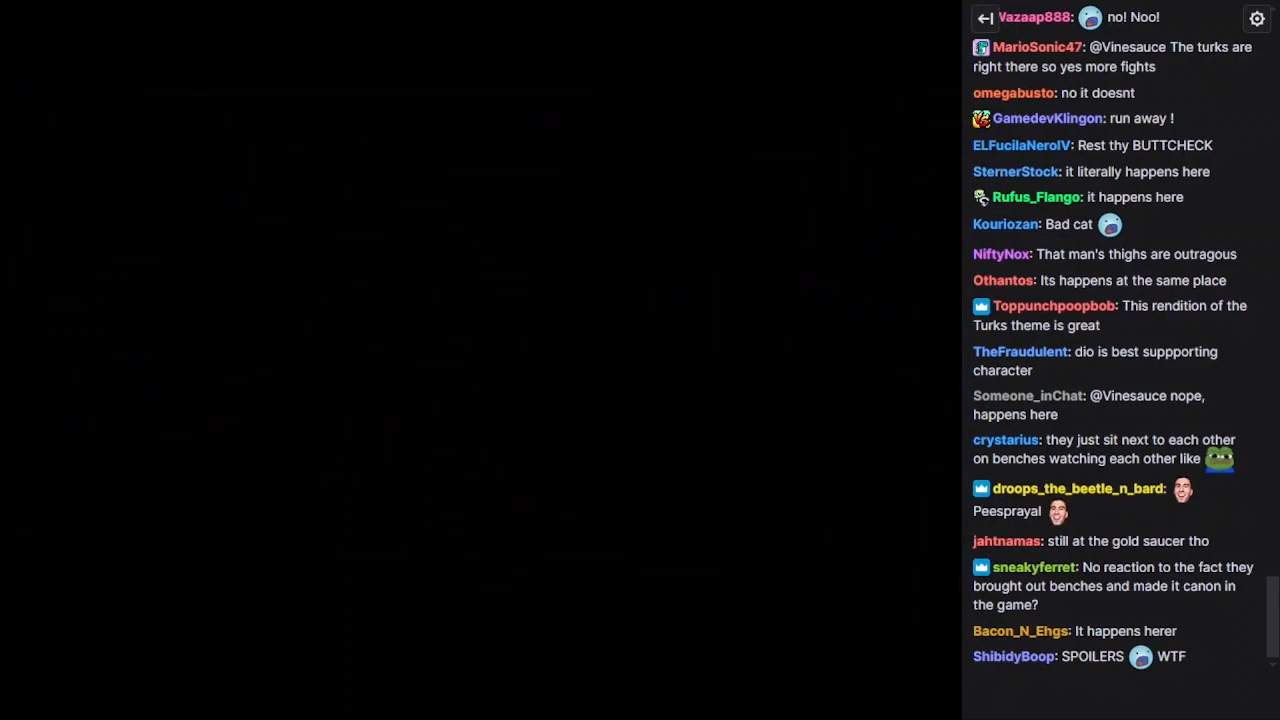 Wazaap888: no! Noo!
MarioSonic47: @Vinesauce The turks are
right there so yes more fights
omegabusto: no it doesnt
GamedevKlingon: run away !
ELFucilaNeroIV: Rest thy BUTTCHECK
SternerStock: it literally happens here
Rufus_Flango: it happens here
Kouriozan: Bad cat
NiftyNox: That man's thighs are outragous
Othantos: Its happens at the same place
Toppunchpoopbob: This rendition of the
Turks theme is great
TheFraudulent: dio is best suppporting
character
Someone_inChat: @Vinesauce nope,
happens here
crystarius: they just sit next to each other
on benches watching each other like
droops_the_beetle_n_bard:
Peesprayal
jahtnamas: still at the gold saucer tho
sneakyferret: No reaction to the fact they
brought out benches and made it canon in
the game?
Bacon_N_Ehgs: It happens herer
ShibidyBoop: SPOILERS WTF